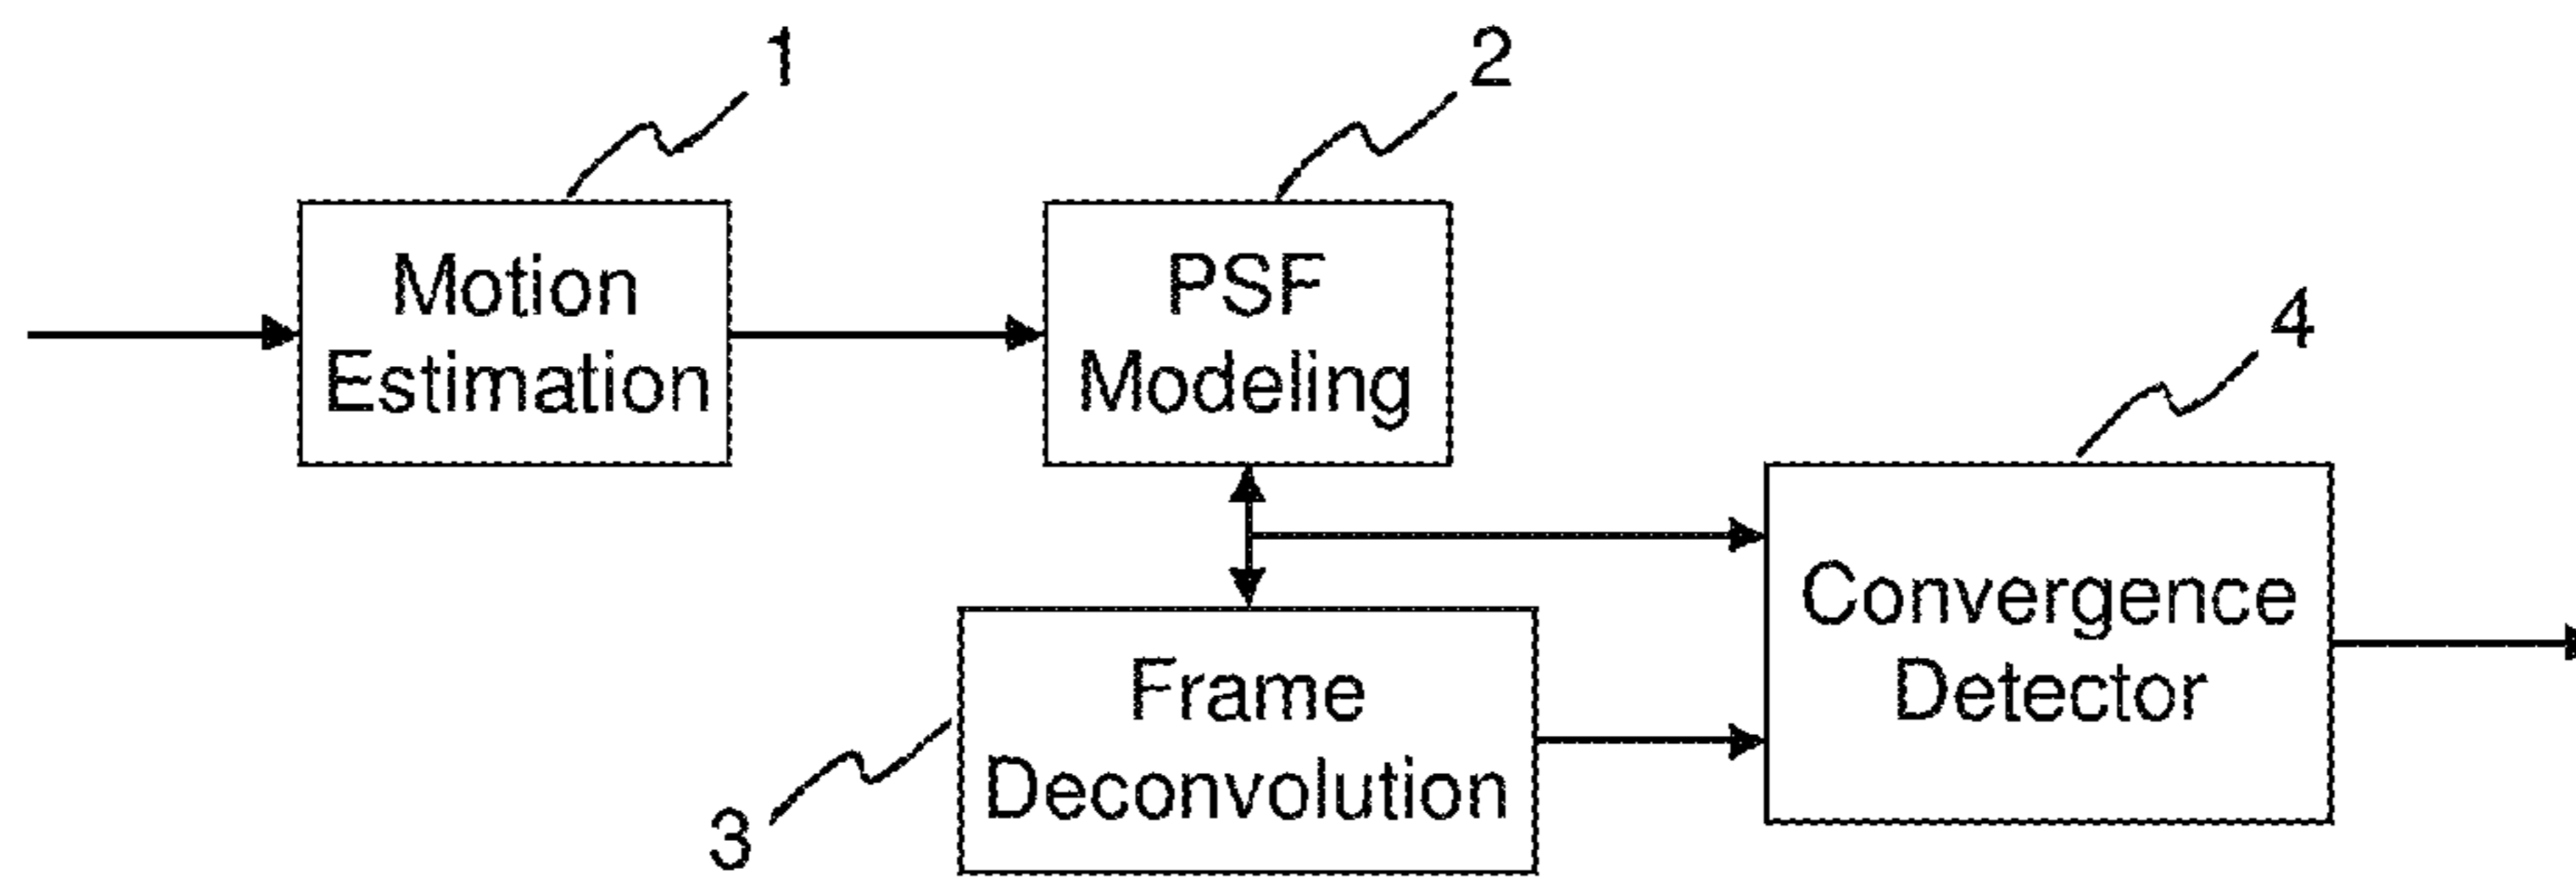 1
2
Motion
Estimation
PSF
Modeling
4
Convergence
Detector
Frame
Deconvolution
3